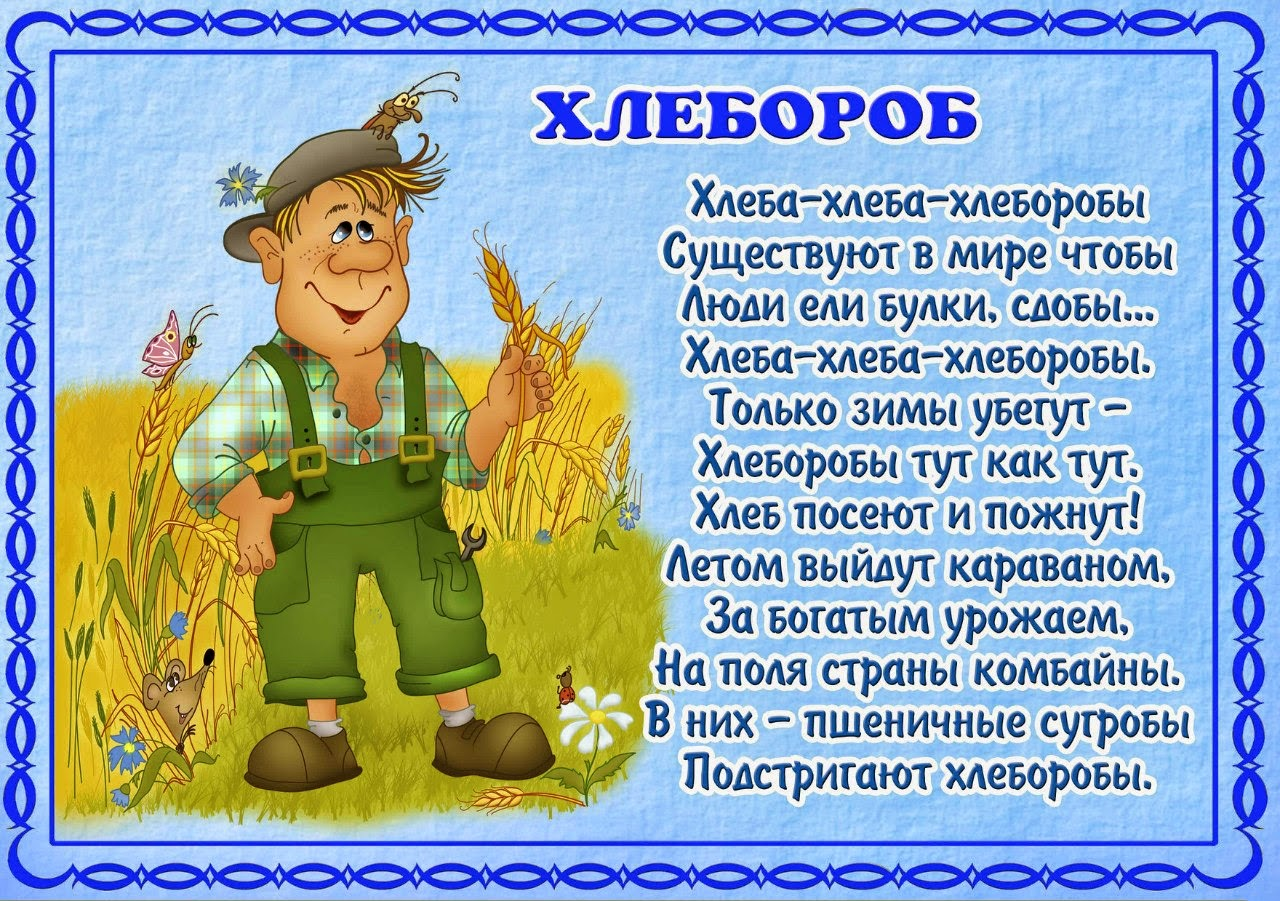 ХЛЕБОРОБ
Хлеба-хлеба-хлеборобы
Существуют в мире чтобы
Люди ели булки, сдобы...
Хлеба-хлеба-хлеборобы.
Только зимы убегут –
Хлеборобы тут как тут.
Хлеб посеют и пожнут!
Летом выйдут караваном,
За богатым урожаем,
На поля страны комбайны.
В них – пшеничные сугробы
Подстригают хлеборобы.